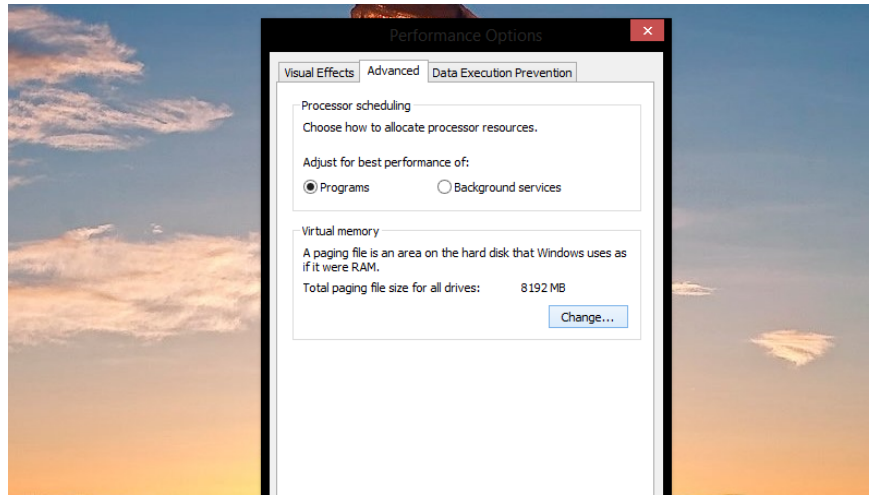 Performance Options
Visual Effects
Advanced
Data Execution Prevention
Processor scheduling
Choose how to allocate processor resources.
Adjust for best performance of:
Programs
Background services
Virtual memory
A paging file is an area on the hard disk that Windows uses as
if it were RAM.
Total paging file size for all drives: 8192 MB
Change...